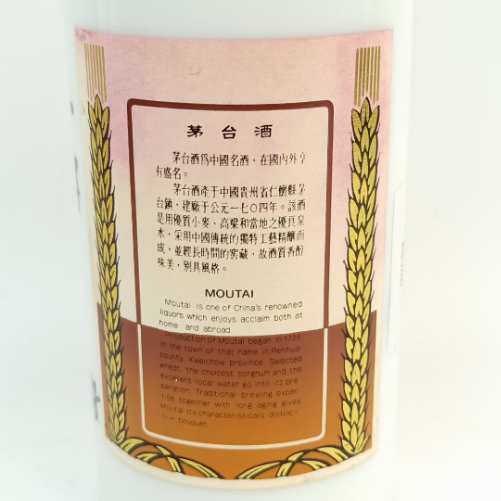 茅台酒
茅台酒爲中國名酒，在國內外享
有盛名。
茅台酒產于中國貴州省仁懷縣茅
台鎮，建廠于公元一七〇四年。該酒
是用優質小麥、高粱和當地之優良泉
水，采用中國傳統的獨特工藝精釀而
成，並經長時間的窖藏，故酒質香醇
味美，別具風格。
MOUTAI
Moutai is one of China's renowned
liquors which enjoys acclaim both at
home and abroad
Production of Moutai began in 1704
in the town of that name in Renhuai
county, Kweichow province. Selected
wheat, the choicest sorghum and the
excellent local water go into its pre
paration. Traditional brewing exper
tise together with long aging gives
Moutai its characteristically distinc-
bouquet.